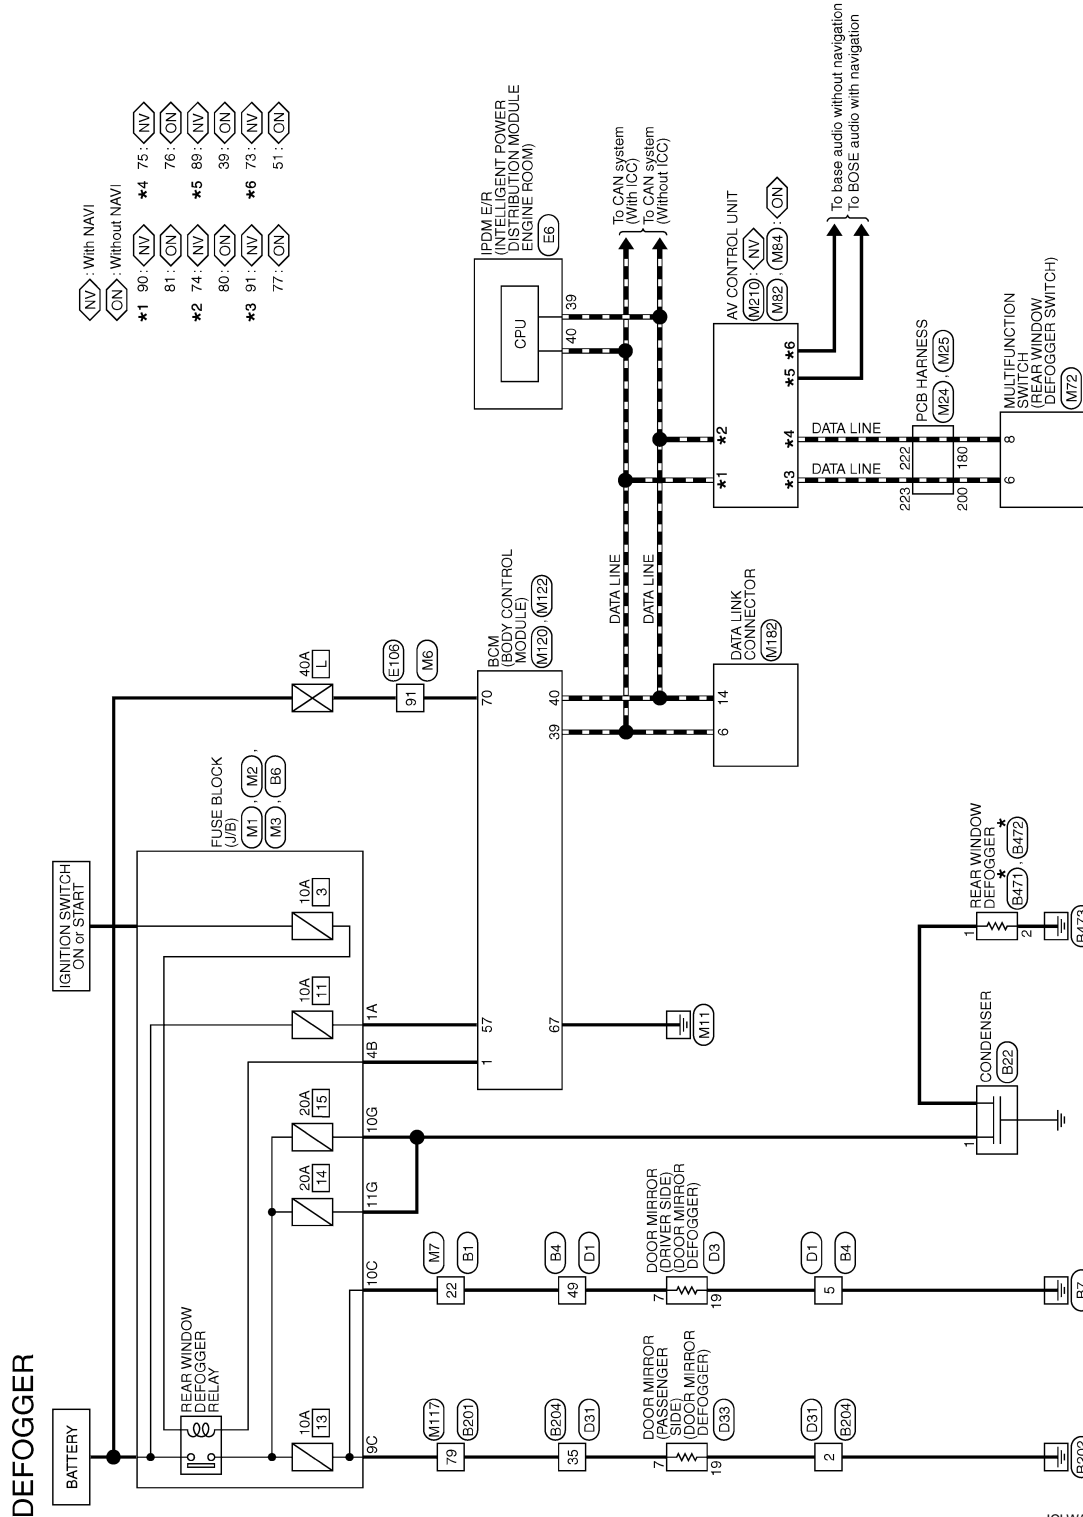 DEFOGGER
BATTERY
IGNITION SWITCH
ON or START
FUSE BLOCK
(J/B)
M1 , M2 ,
M3 , B6
REAR WINDOW
DEFOGGER
RELAY
10A
13
20A
14
20A
15
10A
11
10A
3
40A
L
9C
10C
11G
10G
4B
1A
E106
91
M6
NV : With NAVI
ON : Without NAVI
*1 90 : NV
81 : ON
*2 74 : NV
80 : ON
*3 91 : NV
77 : ON
*4 75 : NV
76 : ON
*5 89 : NV
39 : ON
*6 73 : NV
51 : ON
M117
79
B201
B204
35
D31
DOOR MIRROR
(PASSENGER
SIDE)
(DOOR MIRROR
DEFOGGER)
D33
7
19
D31
2
B204
M7
22
B1
B4
49
D1
DOOR MIRROR
(DRIVER SIDE)
(DOOR MIRROR
DEFOGGER)
D3
7
19
D1
5
B4
BCM
(BODY CONTROL
MODULE)
M120 , M122
1
57
70
67
39
40
M11
DATA LINE
DATA LINE
IPDM E/R
(INTELLIGENT POWER
DISTRIBUTION MODULE
ENGINE ROOM)
E6
CPU
40
39
To CAN system
(With ICC)
To CAN system
(Without ICC)
DATA LINK
CONNECTOR
M182
6
14
AV CONTROL UNIT
M210 : NV
M82 , M84 : ON
*1
*2
*3
*4
*5
*6
To base audio without navigation
To BOSE audio with navigation
DATA LINE
DATA LINE
PCB HARNESS
M24 , M25
223
222
200
180
MULTIFUNCTION
SWITCH
(REAR WINDOW
DEFOGGER SWITCH)
M72
6
8
CONDENSER
B22
1
REAR WINDOW
DEFOGGER
B471* , B472*
1
2